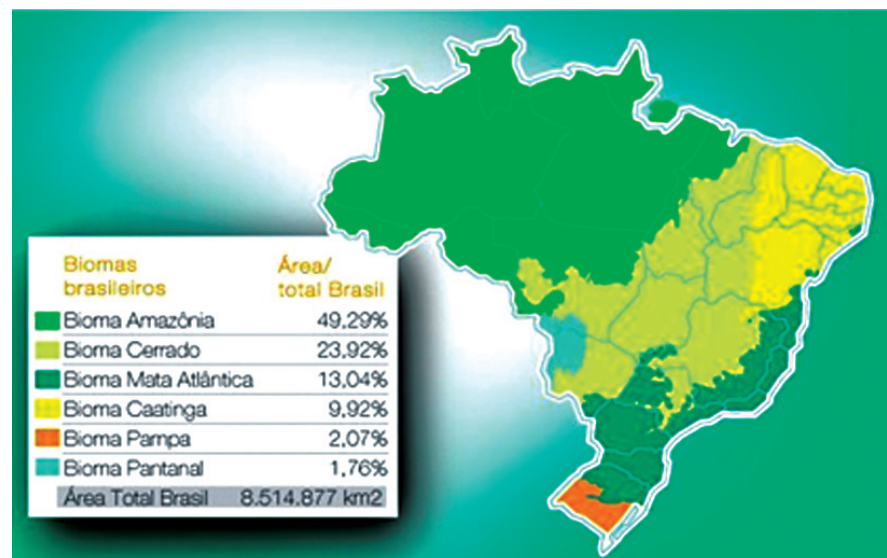 Biomas Área/
brasileiros total Brasil
Bioma Amazônia 49,29%
Bioma Cerrado 23,92%
Bioma Mata Atlântica 13,04%
Bioma Caatinga 9,92%
Bioma Pampa 2,07%
Bioma Pantanal 1,76%
Área Total Brasil 8.514.877 km2